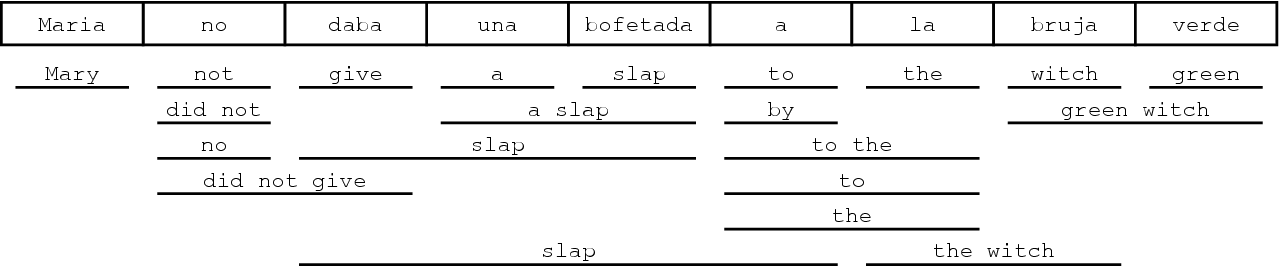 Maria no daba una bofetada a la bruja verde
Mary not give a slap to the witch green
did not a slap by green witch
no slap to the
did not give to
the
slap the witch